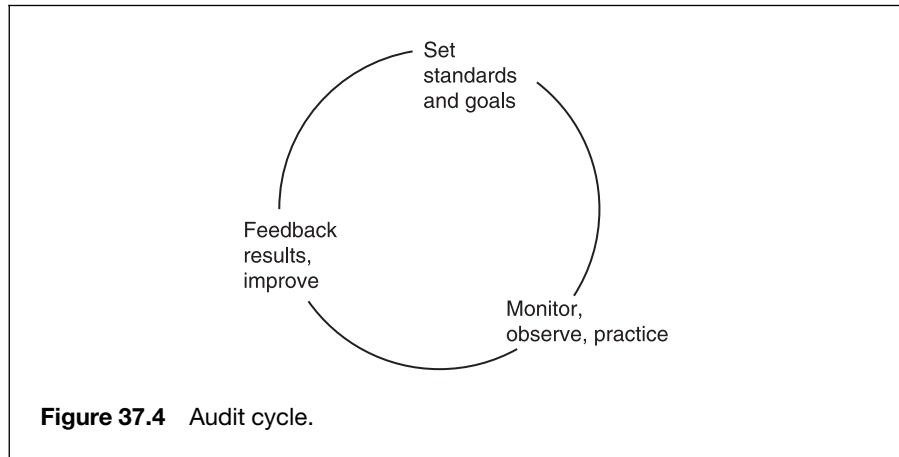 Set
standards
and goals
Monitor,
observe, practice
Feedback
results,
improve
Figure 37.4 Audit cycle.